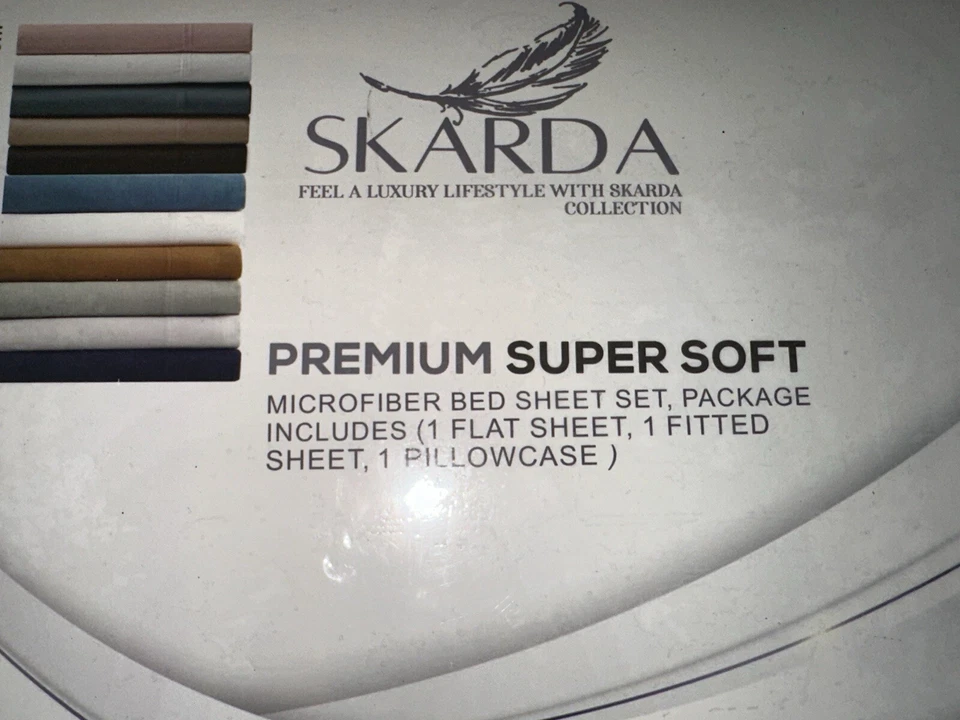 SKARDA
FEEL A LUXURY LIFESTYLE WITH SKARDA
COLLECTION
PREMIUM SUPER SOFT
MICROFIBER BED SHEET SET, PACKAGE
INCLUDES (1 FLAT SHEET, 1 FITTED
SHEET, 1 PILLOWCASE )